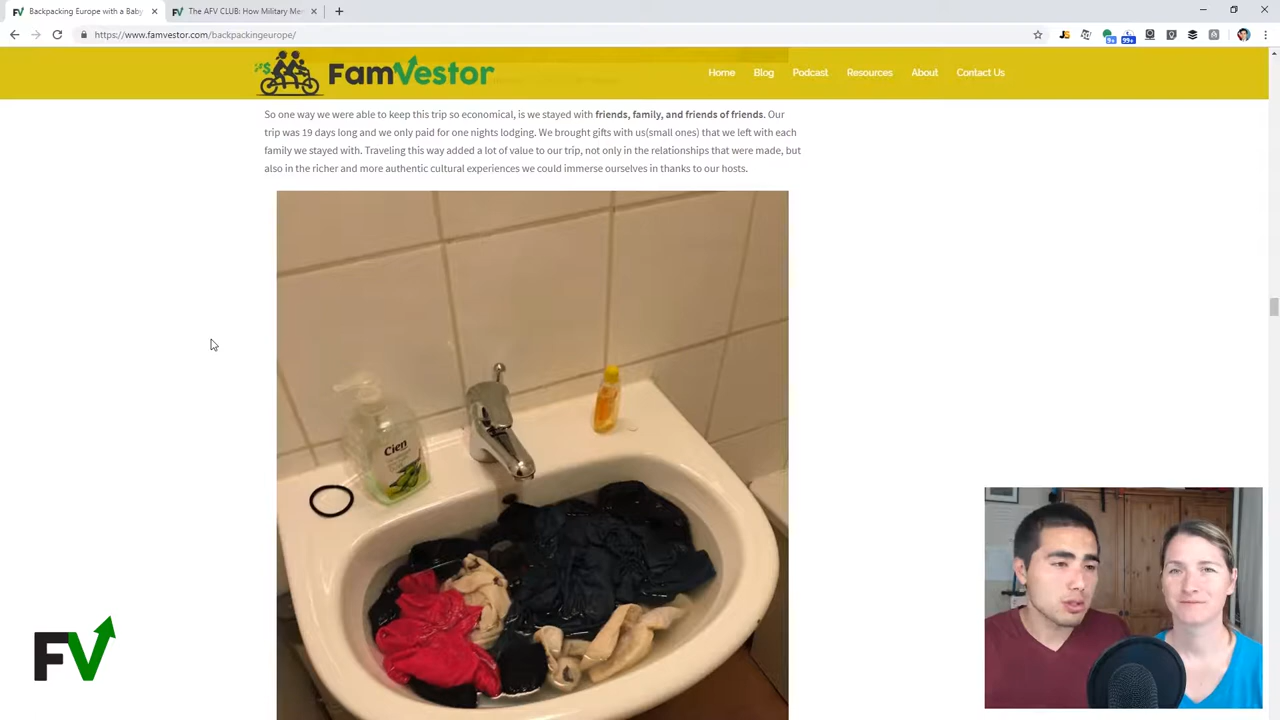 Backpacking Europe with a Baby
The AFV CLUB: How Military Me
https://www.famvestor.com/backpackingeurope/
9+
99+
FamVestor
Home
Blog
Podcast
Resources
About
Contact Us
So one way we were able to keep this trip so economical, is we stayed with friends, family, and friends of friends. Our
trip was 19 days long and we only paid for one nights lodging. We brought gifts with us(small ones) that we left with each
family we stayed with. Traveling this way added a lot of value to our trip, not only in the relationships that were made, but
also in the richer and more authentic cultural experiences we could immerse ourselves in thanks to our hosts.
Cien
FV